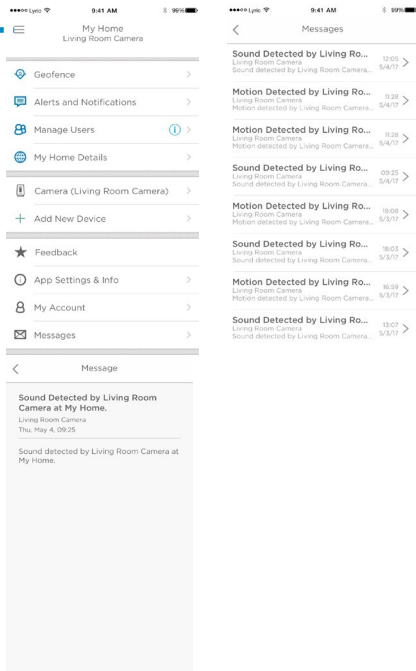 ●●●●○ Lyric 9:41 AM 99%
My Home
Living Room Camera
Geofence
Alerts and Notifications
Manage Users
My Home Details
Camera (Living Room Camera)
Add New Device
Feedback
App Settings & Info
My Account
Messages
Message
Sound Detected by Living Room
Camera at My Home.
Living Room Camera
Thu, May 4, 09:25
Sound detected by Living Room Camera at
My Home.
●●●●○ Lyric 9:41 AM 99%
Messages
Sound Detected by Living Ro...
12:05
Living Room Camera
5/4/17
Sound detected by Living Room Camera...
Motion Detected by Living Ro...
11:28
Living Room Camera
5/4/17
Motion detected by Living Room Camera...
Motion Detected by Living Ro...
11:28
Living Room Camera
5/4/17
Motion detected by Living Room Camera...
Sound Detected by Living Ro...
09:25
Living Room Camera
5/4/17
Sound detected by Living Room Camera...
Motion Detected by Living Ro...
19:08
Living Room Camera
5/3/17
Motion detected by Living Room Camera...
Sound Detected by Living Ro...
18:03
Living Room Camera
5/3/17
Sound detected by Living Room Camera...
Motion Detected by Living Ro...
16:59
Living Room Camera
5/3/17
Motion detected by Living Room Camera...
Sound Detected by Living Ro...
13:07
Living Room Camera
5/3/17
Sound detected by Living Room Camera...